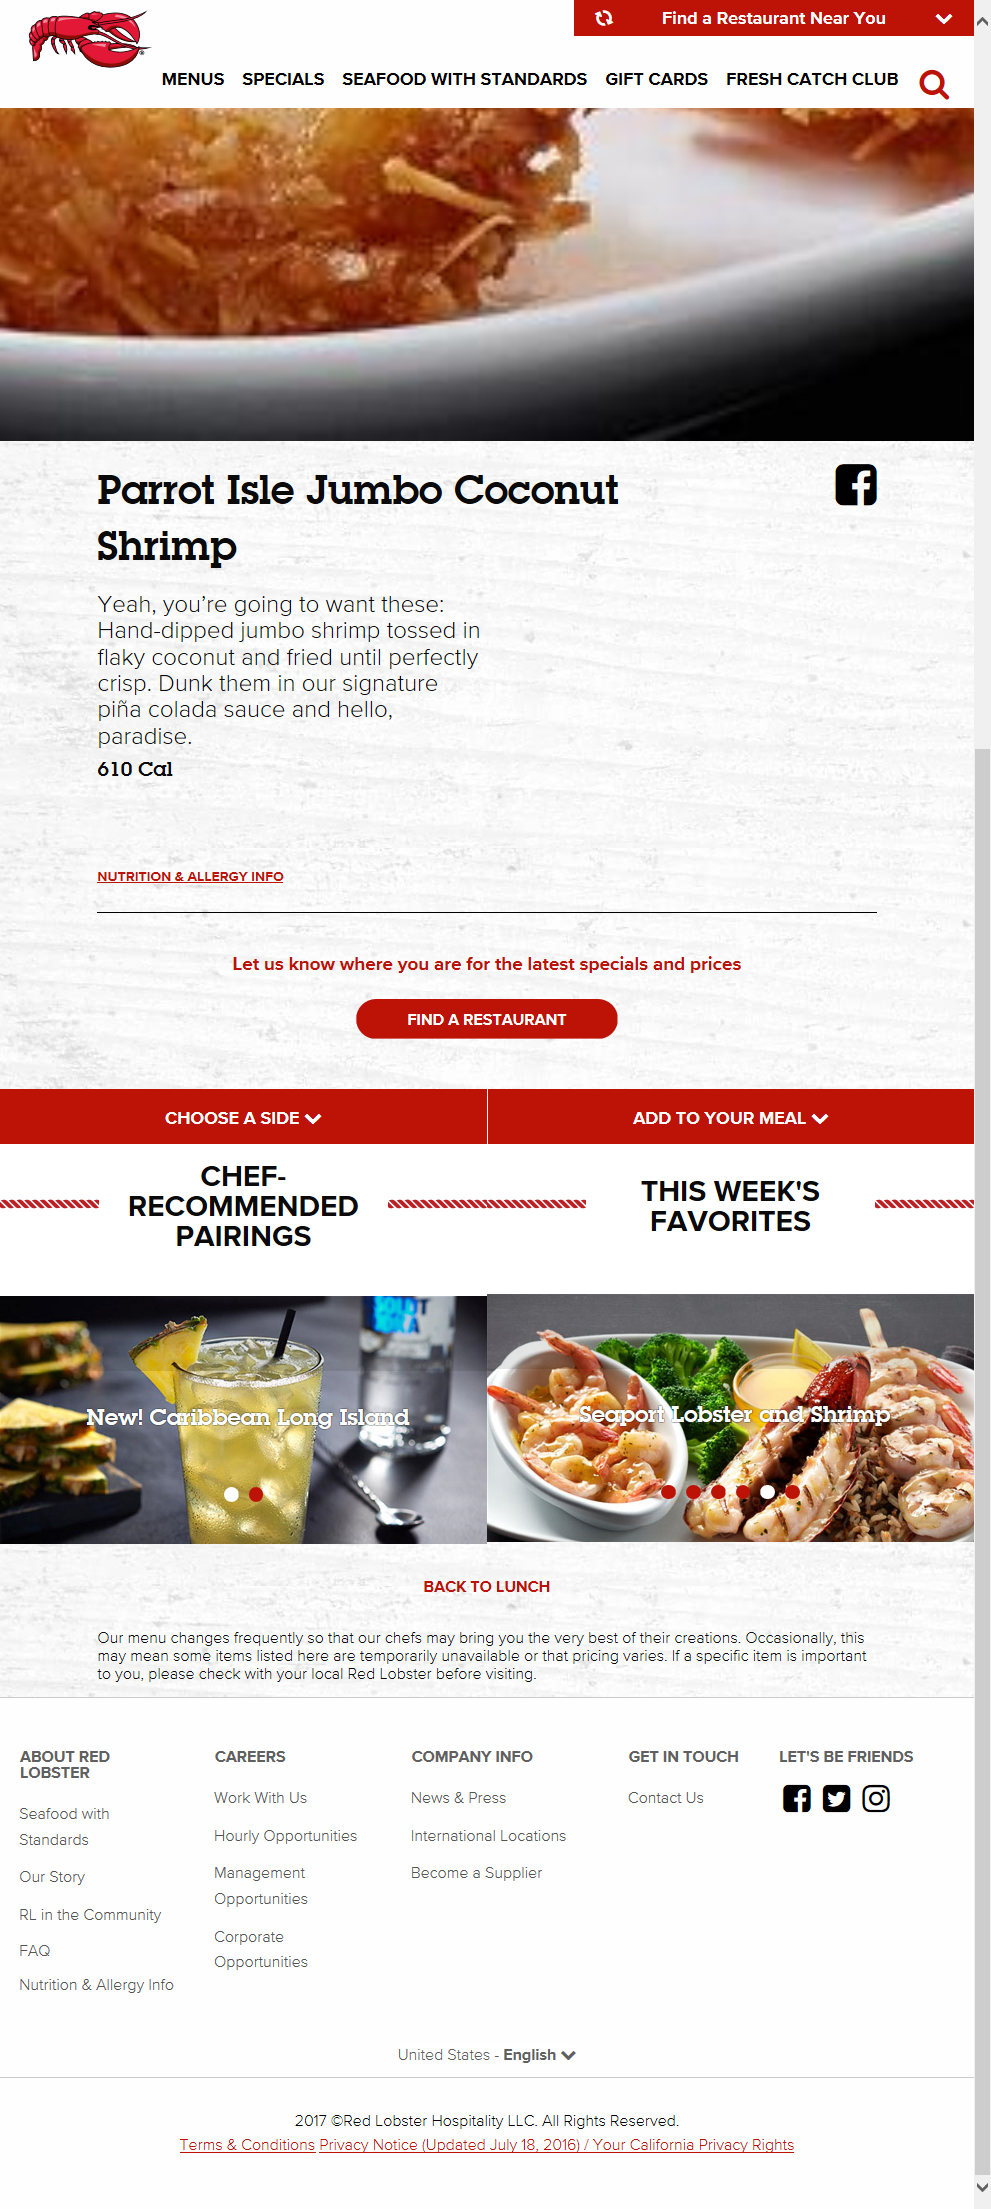 Find a Restaurant Near You
MENUS SPECIALS SEAFOOD WITH STANDARDS GIFT CARDS FRESH CATCH CLUB
Parrot Isle Jumbo Coconut
Shrimp
Yeah, you're going to want these:
Hand-dipped jumbo shrimp tossed in
flaky coconut and fried until perfectly
crisp. Dunk them in our signature
piña colada sauce and hello,
paradise.
610 Cal
NUTRITION & ALLERGY INFO
Let us know where you are for the latest specials and prices
FIND A RESTAURANT
CHOOSE A SIDE
ADD TO YOUR MEAL
CHEF-
RECOMMENDED
PAIRINGS
THIS WEEK'S
FAVORITES
New! Caribbean Long Island
Seaport Lobster and Shrimp
BACK TO LUNCH
Our menu changes frequently so that our chefs may bring you the very best of their creations. Occasionally, this
may mean some items listed here are temporarily unavailable or that pricing varies. If a specific item is important
to you, please check with your local Red Lobster before visiting.
ABOUT RED
LOBSTER
Seafood with
Standards
Our Story
RL in the Community
FAQ
Nutrition & Allergy Info
CAREERS
Work With Us
Hourly Opportunities
Management
Opportunities
Corporate
Opportunities
COMPANY INFO
News & Press
International Locations
Become a Supplier
GET IN TOUCH
Contact Us
LET'S BE FRIENDS
United States - English
2017 ©Red Lobster Hospitality LLC. All Rights Reserved.
Terms & Conditions Privacy Notice (Updated July 18, 2016) / Your California Privacy Rights